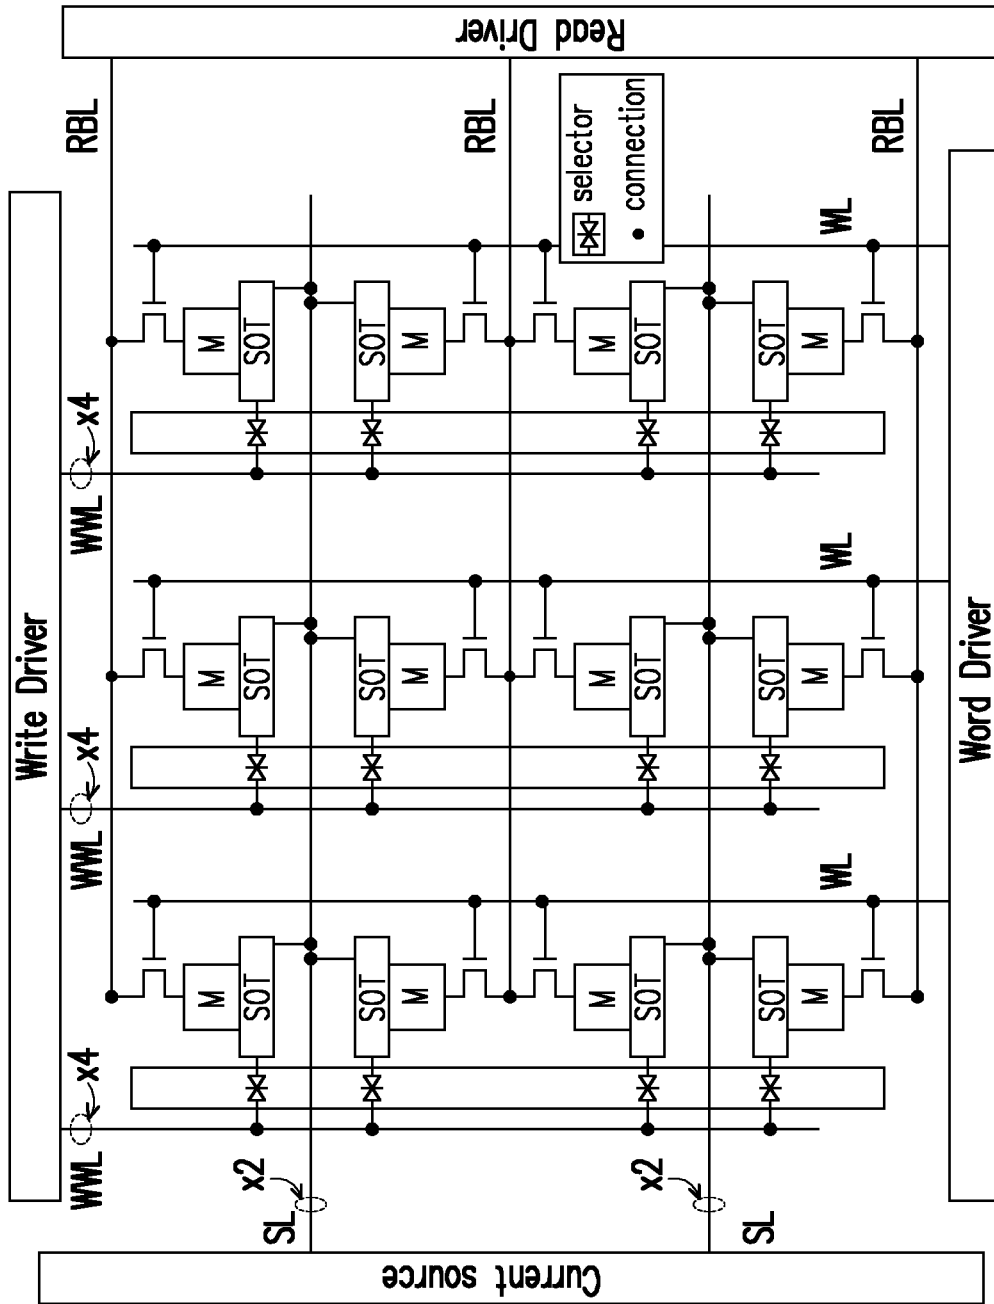 Write Driver
Current source
Read Driver
WWL
x4
WWL
x4
WWL
x4
RBL
M
M
M
SOT
SOT
SOT
x2
SL
SOT
SOT
SOT
M
M
M
RBL
selector
connection
M
M
M
SOT
SOT
SOT
x2
SL
SOT
SOT
SOT
M
M
M
WL
WL
WL
RBL
Word Driver